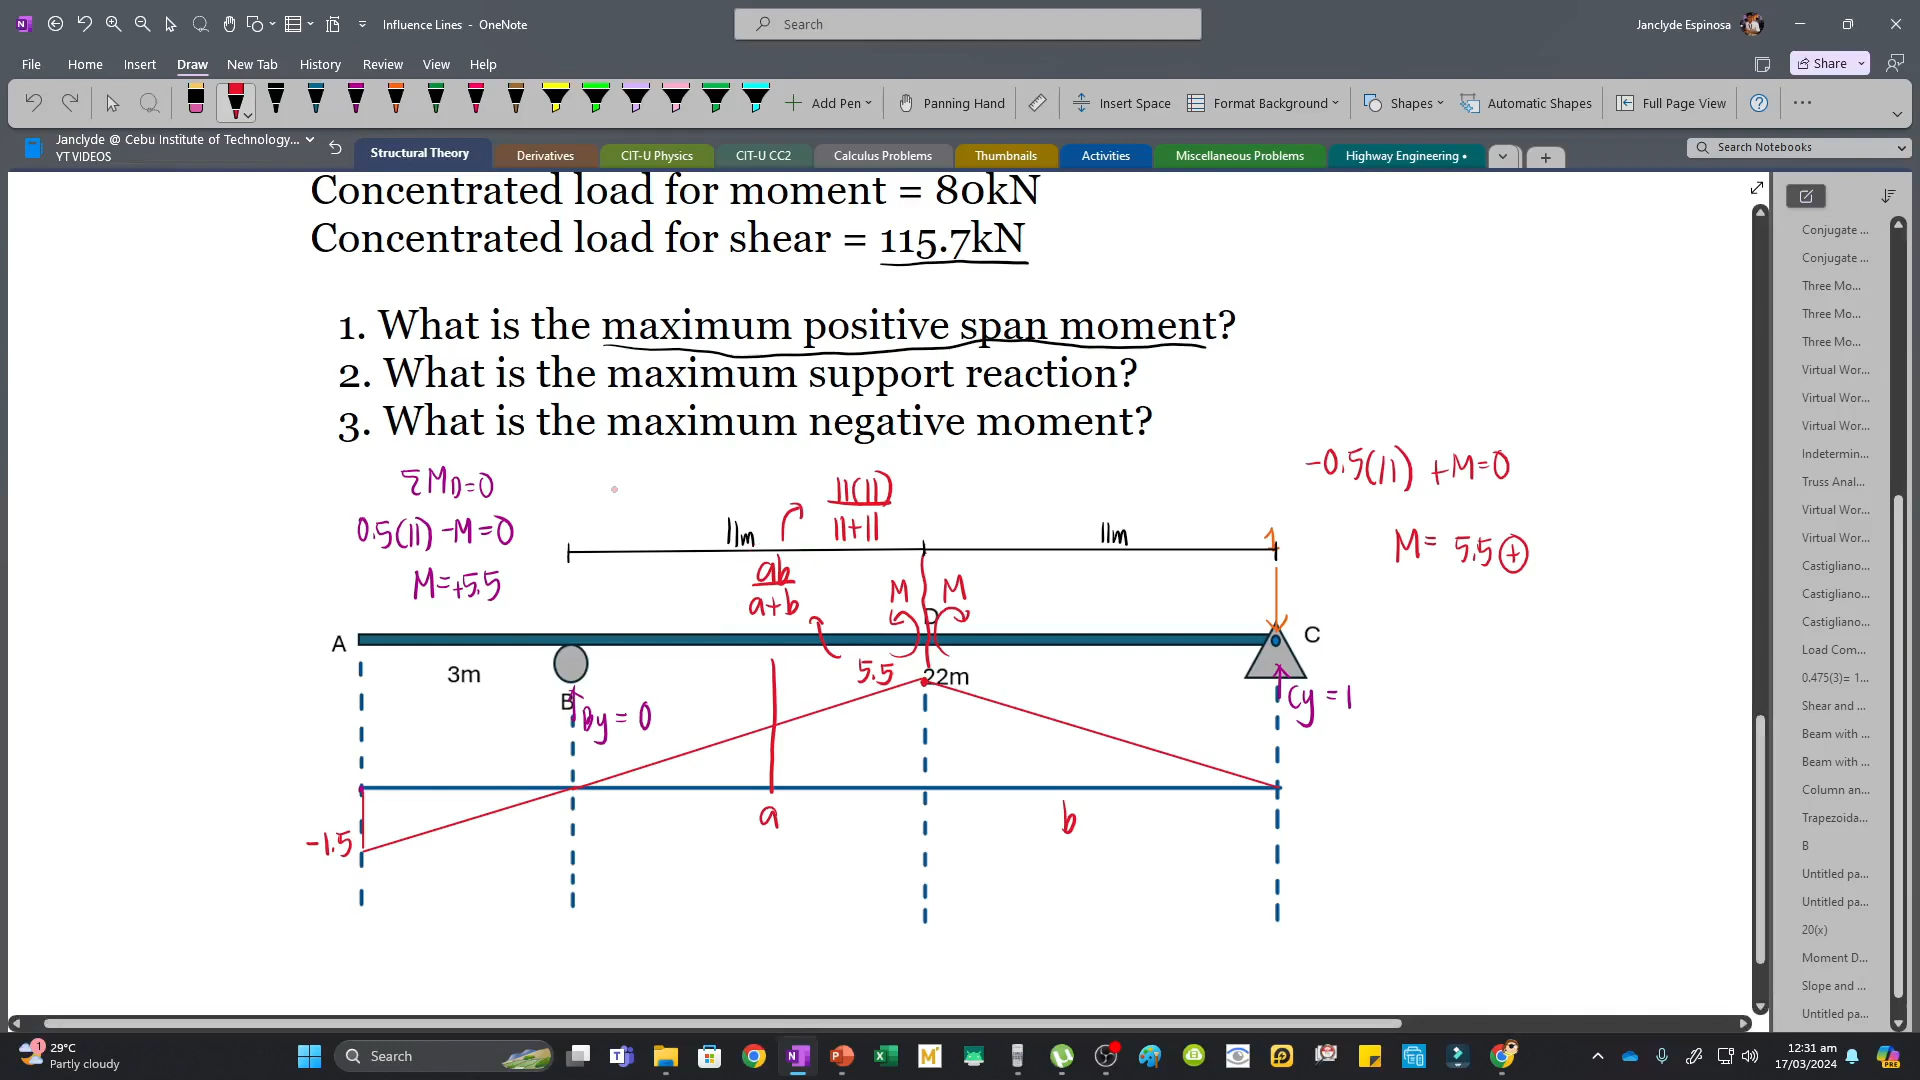 Influence Lines - OneNote
Search
Janclyde Espinosa
File Home Insert Draw New Tab History Review View Help
Share
Add Pen
Panning Hand
Insert Space
Format Background
Shapes
Automatic Shapes
Full Page View
Janclyde @ Cebu Institute of Technology...
YT VIDEOS
Structural Theory
Derivatives
CIT-U Physics
CIT-U CC2
Calculus Problems
Thumbnails
Activities
Miscellaneous Problems
Highway Engineering •
Search Notebooks
Concentrated load for moment = 80kN
Concentrated load for shear = 115.7kN
1. What is the maximum positive span moment?
2. What is the maximum support reaction?
3. What is the maximum negative moment?
ΣM_D=0
0.5(11) -M=0
M=+5.5
11(11)
11+11
-0.5(11) +M=0
M= 5.5 (+)
11m
11m
1
ab
a+b
M
M
D
A
C
3m
5.5
22m
B
By = 0
Cy = 1
-1.5
a
b
Conjugate ...
Conjugate ...
Three Mo...
Three Mo...
Three Mo...
Virtual Wor...
Virtual Wor...
Virtual Wor...
Indetermin...
Truss Anal...
Virtual Wor...
Virtual Wor...
Castigliano...
Castigliano...
Castigliano...
Load Com...
0.475(3)= 1...
Shear and ...
Beam with ...
Beam with ...
Column an...
Trapezoida...
B
Untitled pa...
Untitled pa...
20(x)
Moment D...
Slope and ...
Untitled pa...
1
29°C
Partly cloudy
Search
12:31 am
17/03/2024